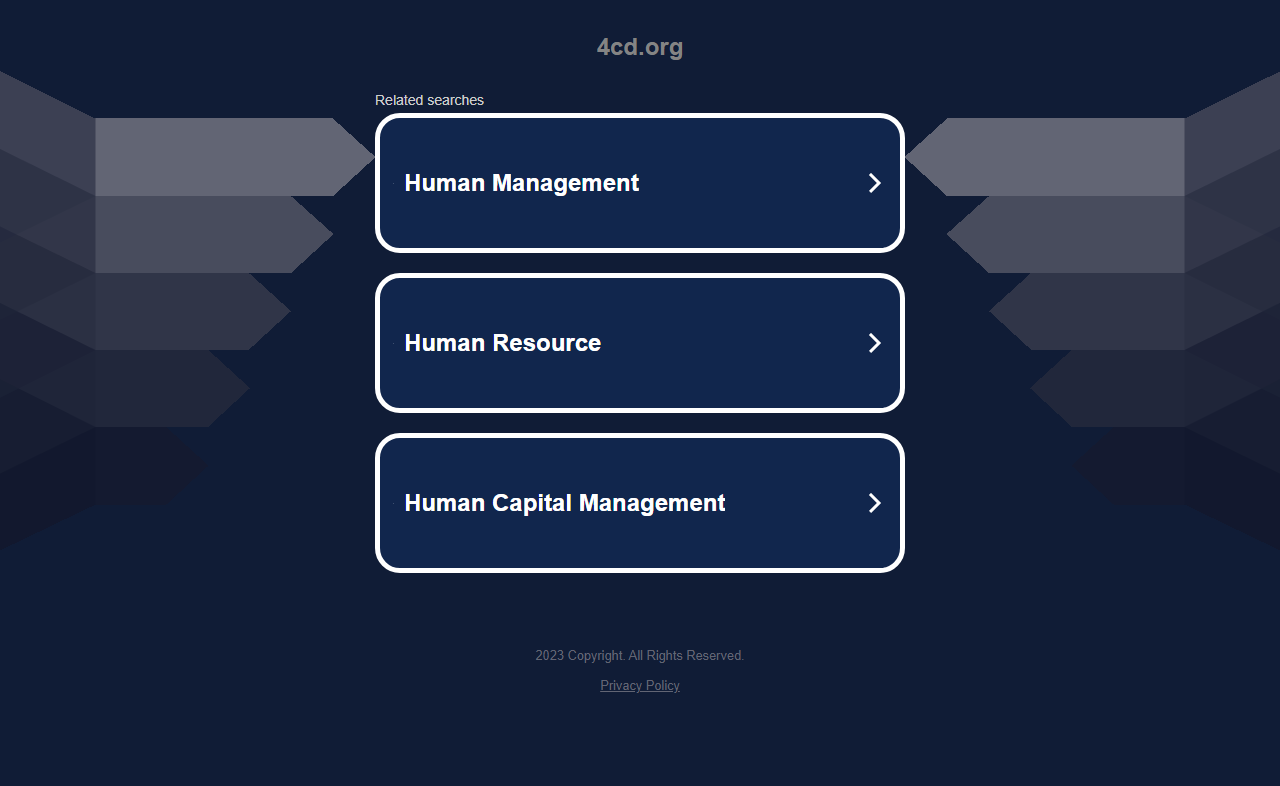 4cd.org
Related searches
Human Management
Human Resource
Human Capital Management
2023 Copyright. All Rights Reserved.
Privacy Policy